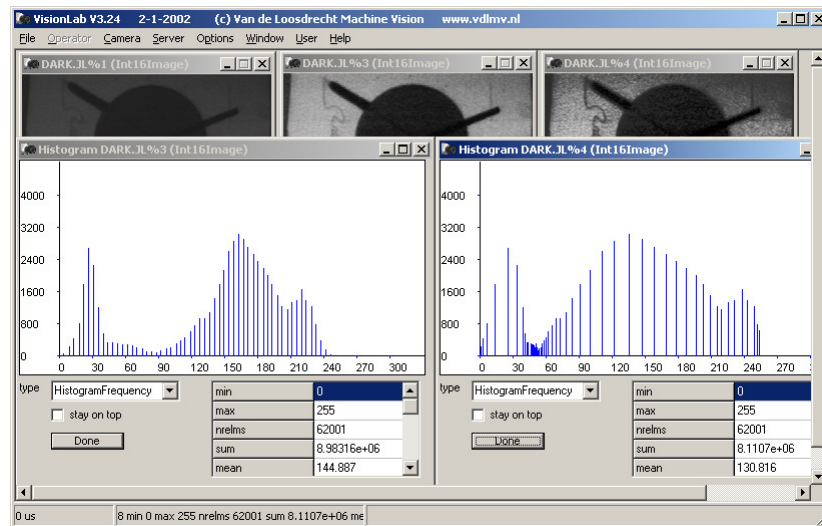 VisionLab V3.24 2-1-2002 (c) Van de Loosdrecht Machine Vision www.vdlmv.nl
File Operator Camera Server Options Window User Help
DARK.JL%1 (Int16Image)
DARK.JL%3 (Int16Image)
DARK.JL%4 (Int16Image)
Histogram DARK.JL%3 (Int16Image)
4000
3200
2400
1600
800
0
0 30 60 90 120 150 180 210 240 270 300
type HistogramFrequency
stay on top
Done
min 0
max 255
nrelms 62001
sum 8.98316e+06
mean 144.887
Histogram DARK.JL%4 (Int16Image)
4000
3200
2400
1600
800
0
0 30 60 90 120 150 180 210 240 270
type HistogramFrequency
stay on top
Done
min 0
max 255
nrelms 62001
sum 8.1107e+06
mean 130.816
0 us 8 min 0 max 255 nrelms 62001 sum 8.1107e+06 me